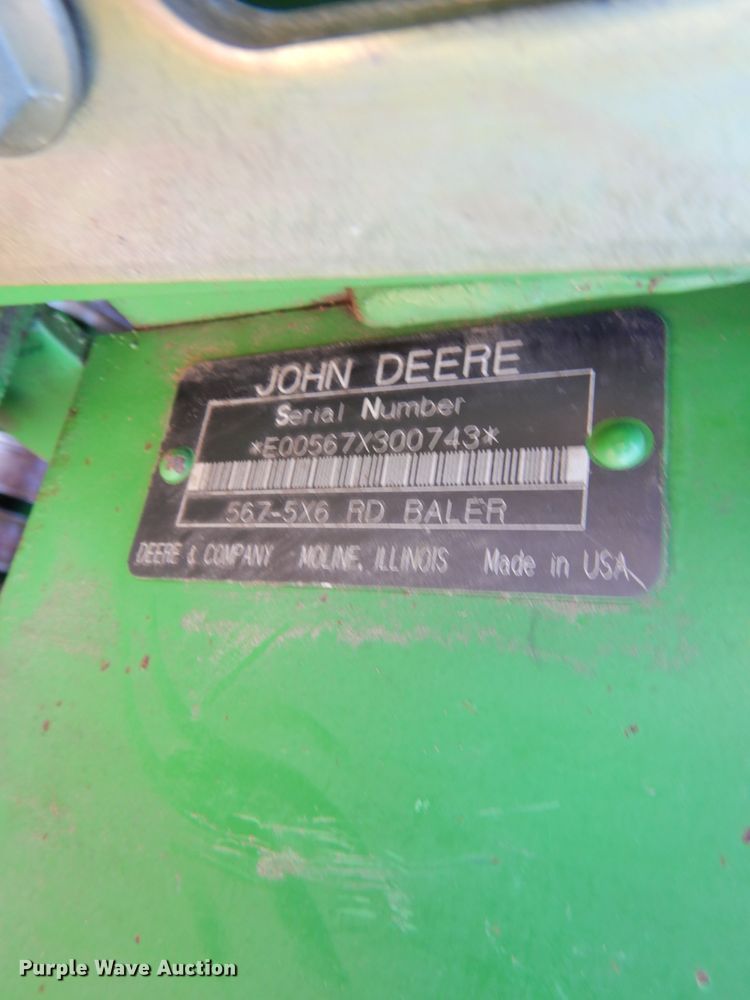 JOHN DEERE
Serial Number
*E00567X300743*
567-5X6 RD BALER
DEERE & COMPANY MOLINE, ILLINOIS Made in USA
Purple Wave Auction